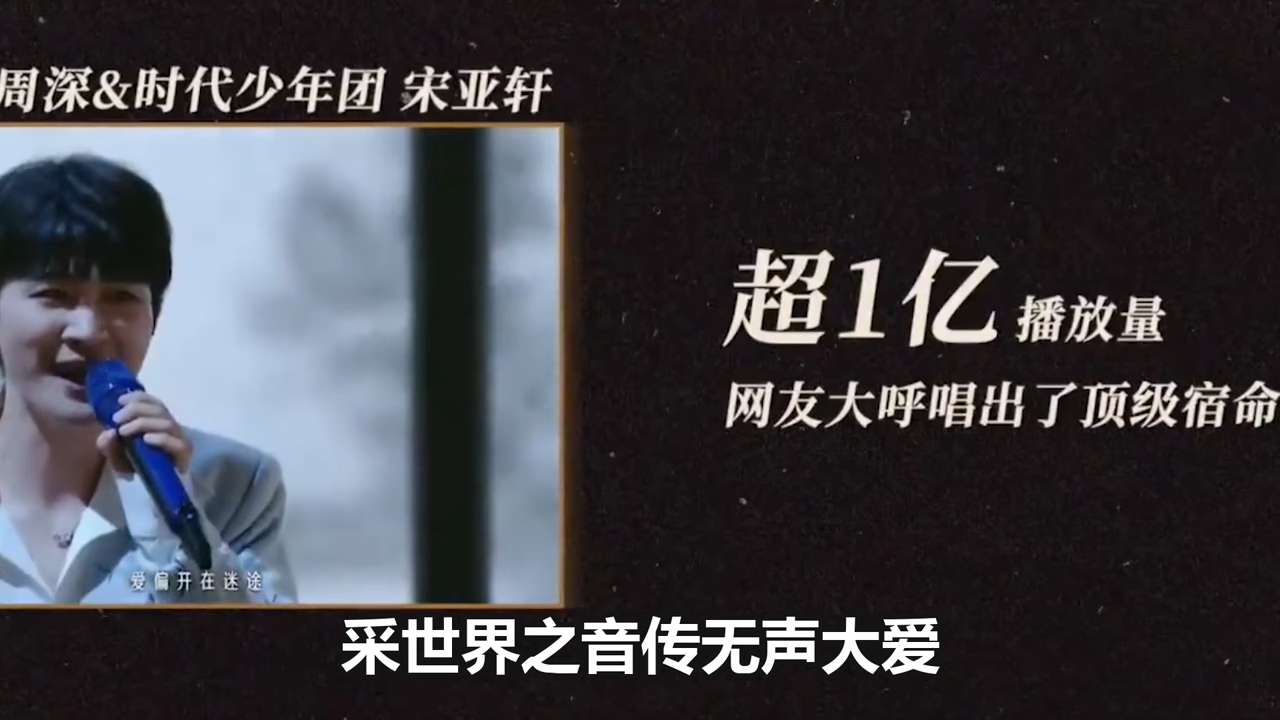 周深&时代少年团 宋亚轩
超1亿 播放量
网友大呼唱出了顶级宿命
爱偏开在迷途
采世界之音传无声大爱